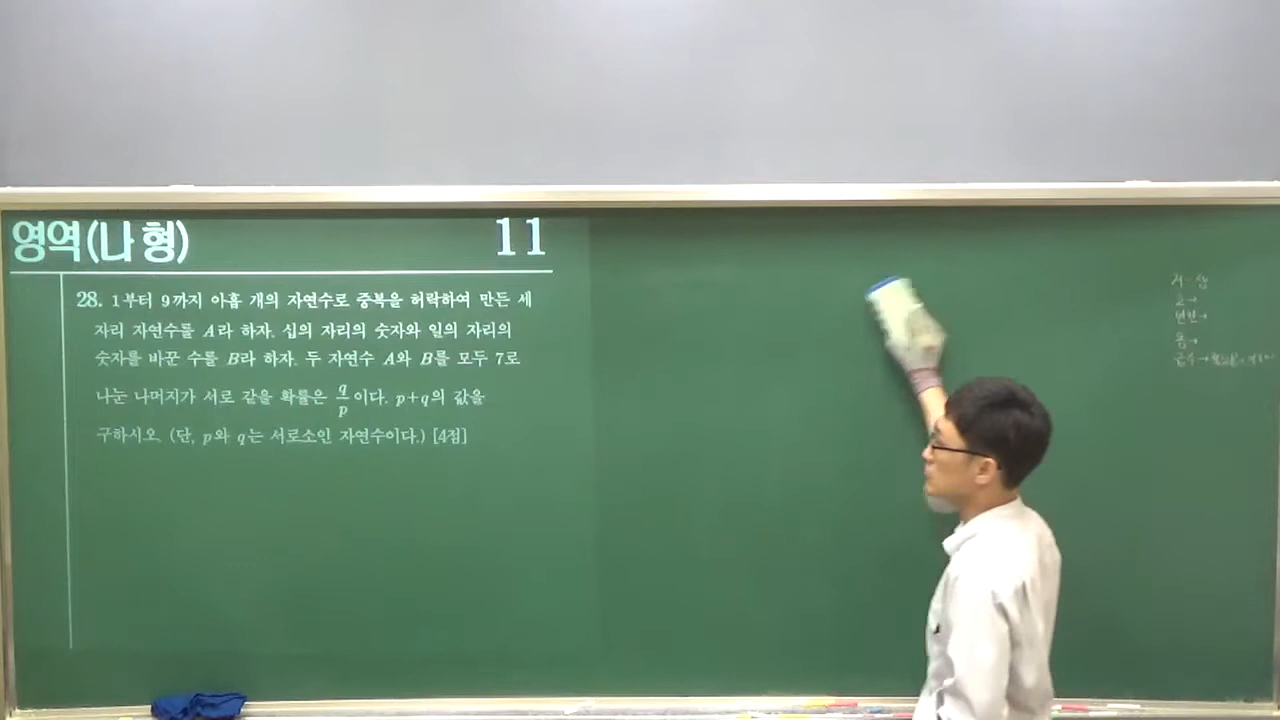 영역(나 형)
11
28. 1부터 9까지 아홉 개의 자연수로 중복을 허락하여 만든 세
자리 자연수를 A라 하자. 십의 자리의 숫자와 일의 자리의
숫자를 바꾼 수를 B라 하자. 두 자연수 A와 B를 모두 7로
나눈 나머지가 서로 같을 확률은 q/p 이다. p+q의 값을
구하시오. (단, p와 q는 서로소인 자연수이다.) [4점]